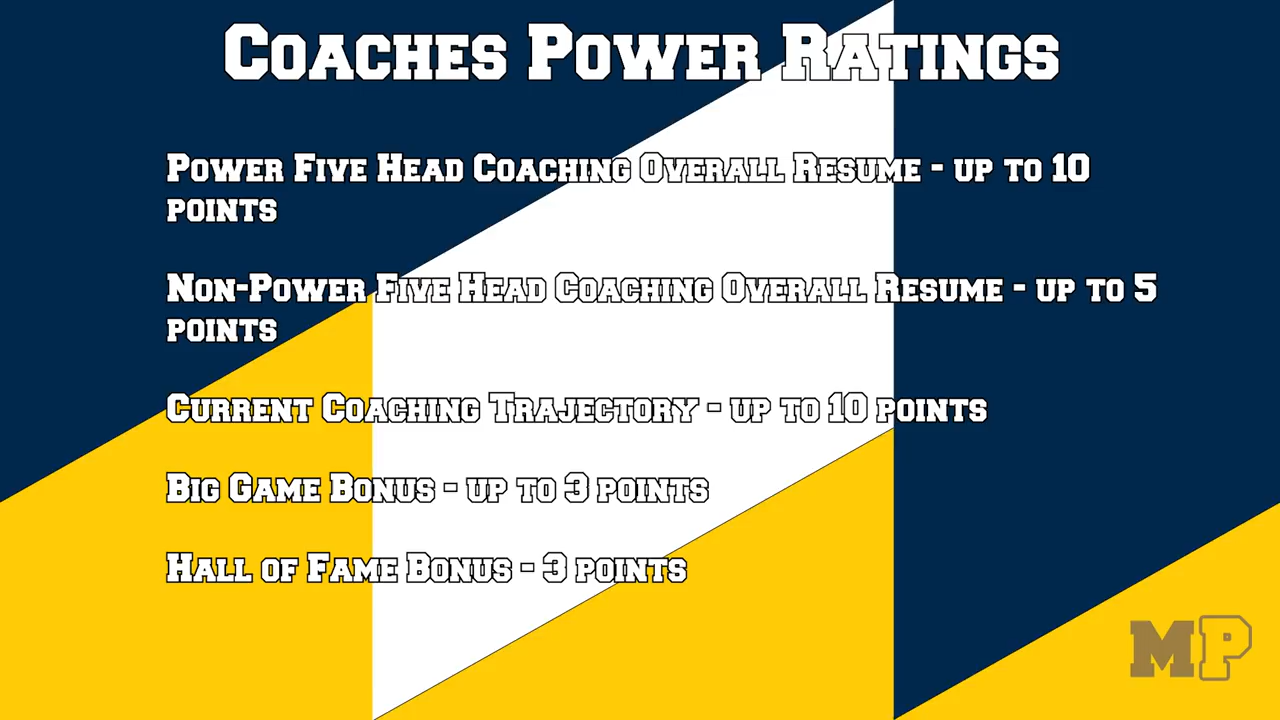 Coaches Power Ratings
Power Five Head Coaching Overall Resume - up to 10
points
Non-Power Five Head Coaching Overall Resume - up to 5
points
Current Coaching Trajectory - up to 10 points
Big Game Bonus - up to 3 points
Hall of Fame Bonus - 3 points
MP